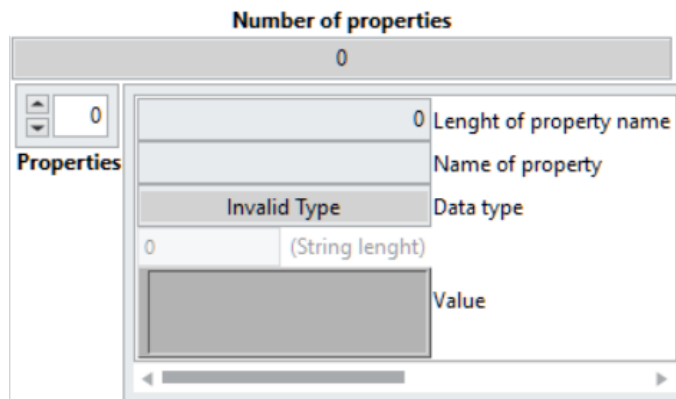 Number of properties
0
0
Properties
0 Lenght of property name
Name of property
Invalid Type Data type
0 (String lenght)
Value